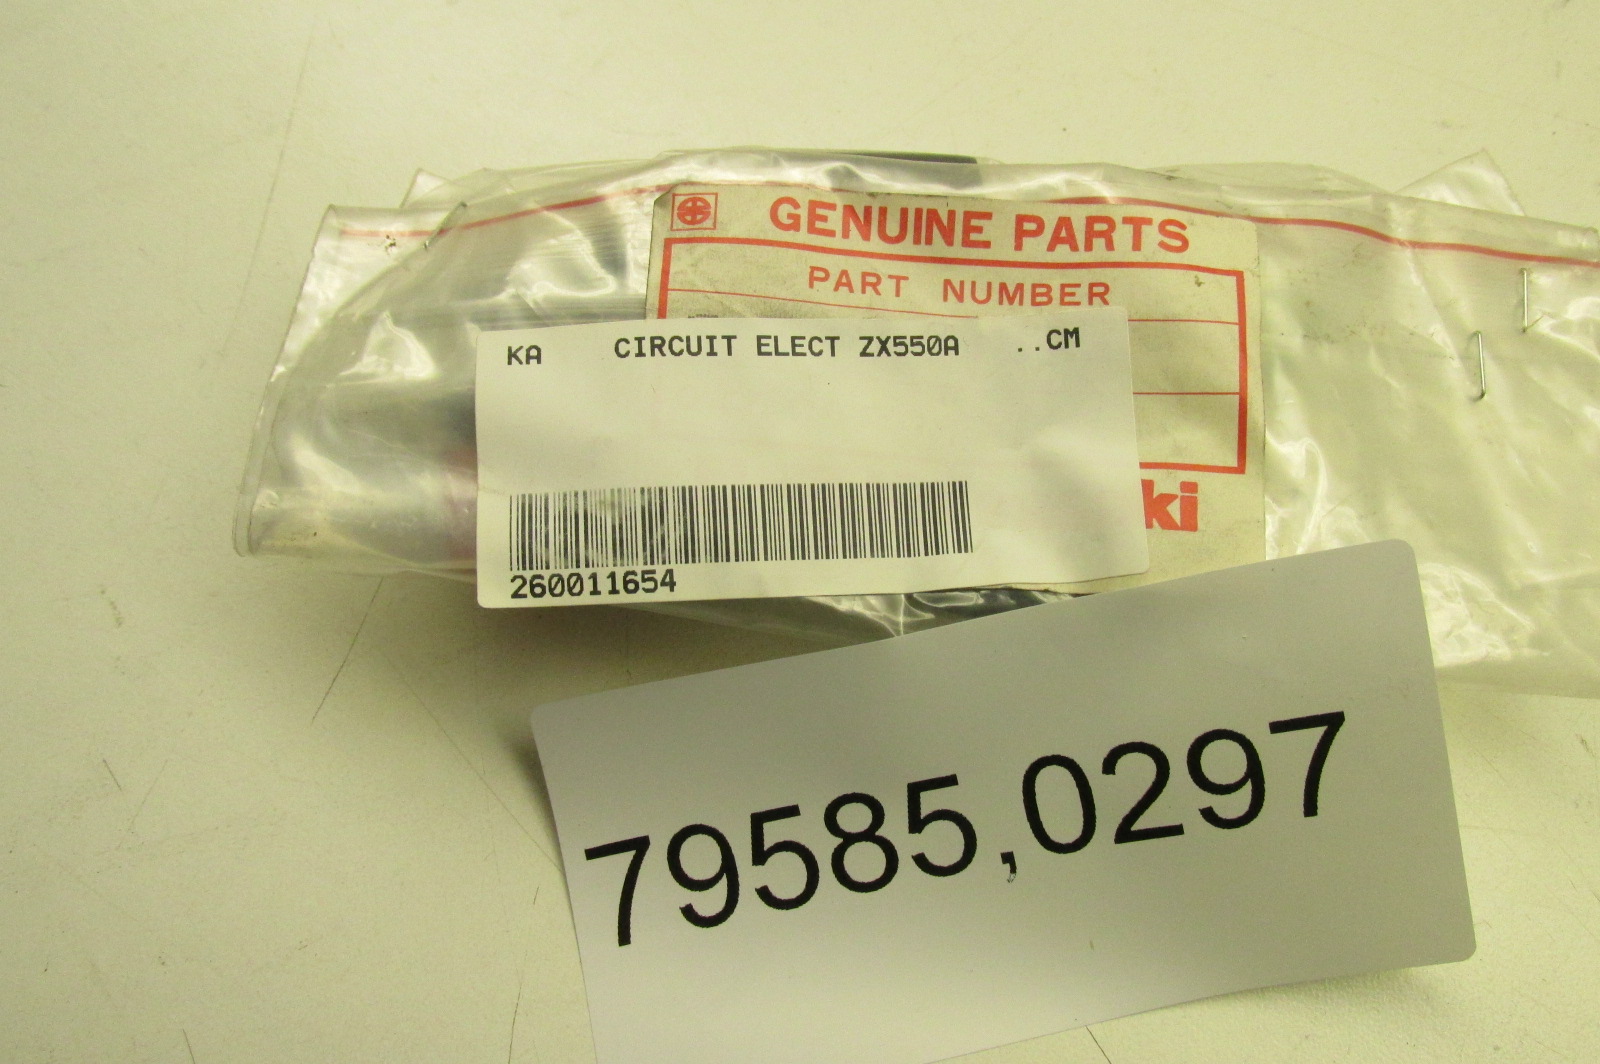 GENUINE PARTS
PART NUMBER
KA CIRCUIT ELECT ZX550A ..CM
ki
260011654
79585,0297